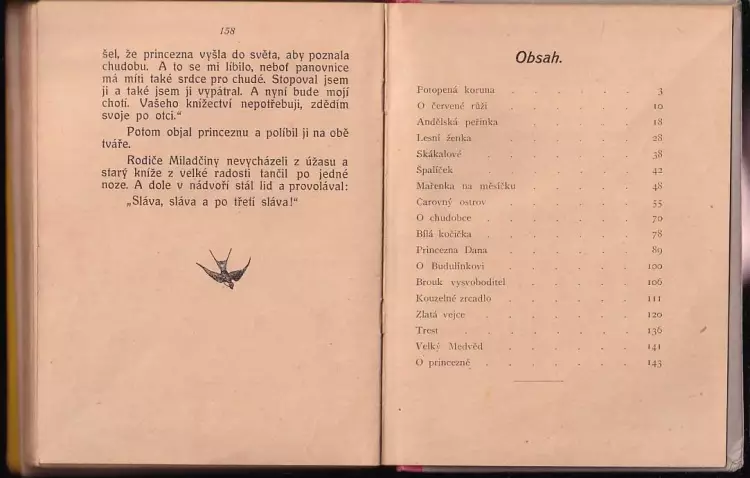 158
šel, že princezna vyšla do světa, aby poznala
chudobu. A to se mi líbilo, neboť panovnice
má míti také srdce pro chudé. Stopoval jsem
ji a také jsem ji vypátral. A nyní bude mojí
chotí. Vašeho knížectví nepotřebuji, zdědím
svoje po otci.“
Potom objal princeznu a políbil ji na obě
tváře.
Rodiče Miladčiny nevycházeli z úžasu a
starý kníže z velké radosti tančil po jedné
noze. A dole v nádvoří stál lid a provolával:
„Sláva, sláva a po třetí sláva!“
Obsah.
Potopená koruna . . . . . . 3
O červené růži . . . . . . 10
Andělská peřinka . . . . . . 18
Lesní ženka . . . . . . 28
Skákalové . . . . . . . 38
Špalíček . . . . . . . 42
Mařenka na měsíčku . . . . . 48
Čarovný ostrov . . . . . . 55
O chudobce . . . . . . 70
Bílá kočička . . . . . . 78
Princezna Dana . . . . . . 89
O Budulínkovi . . . . . . 100
Brouk vysvoboditel . . . . . 106
Kouzelné zrcadlo . . . . . . 111
Zlatá vejce . . . . . . 120
Trest . . . . . . . 136
Velký Medvěd . . . . . . 141
O princezně . . . . . . 143